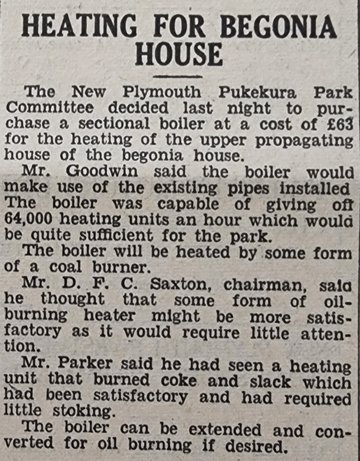 HEATING FOR BEGONIA
HOUSE
The New Plymouth Pukekura Park
Committee decided last night to pur-
chase a sectional boiler at a cost of £63
for the heating of the upper propagating
house of the begonia house.
Mr. Goodwin said the boiler would
make use of the existing pipes installed
The boiler was capable of giving off
64,000 heating units an hour which would
be quite sufficient for the park.
The boiler will be heated by some form
of a coal burner.
Mr. D. F. C. Saxton, chairman, said
he thought that some form of oil-
burning heater might be more satis-
factory as it would require little atten-
tion.
Mr. Parker said he had seen a heating
unit that burned coke and slack which
had been satisfactory and had required
little stoking.
The boiler can be extended and con-
verted for oil burning if desired.